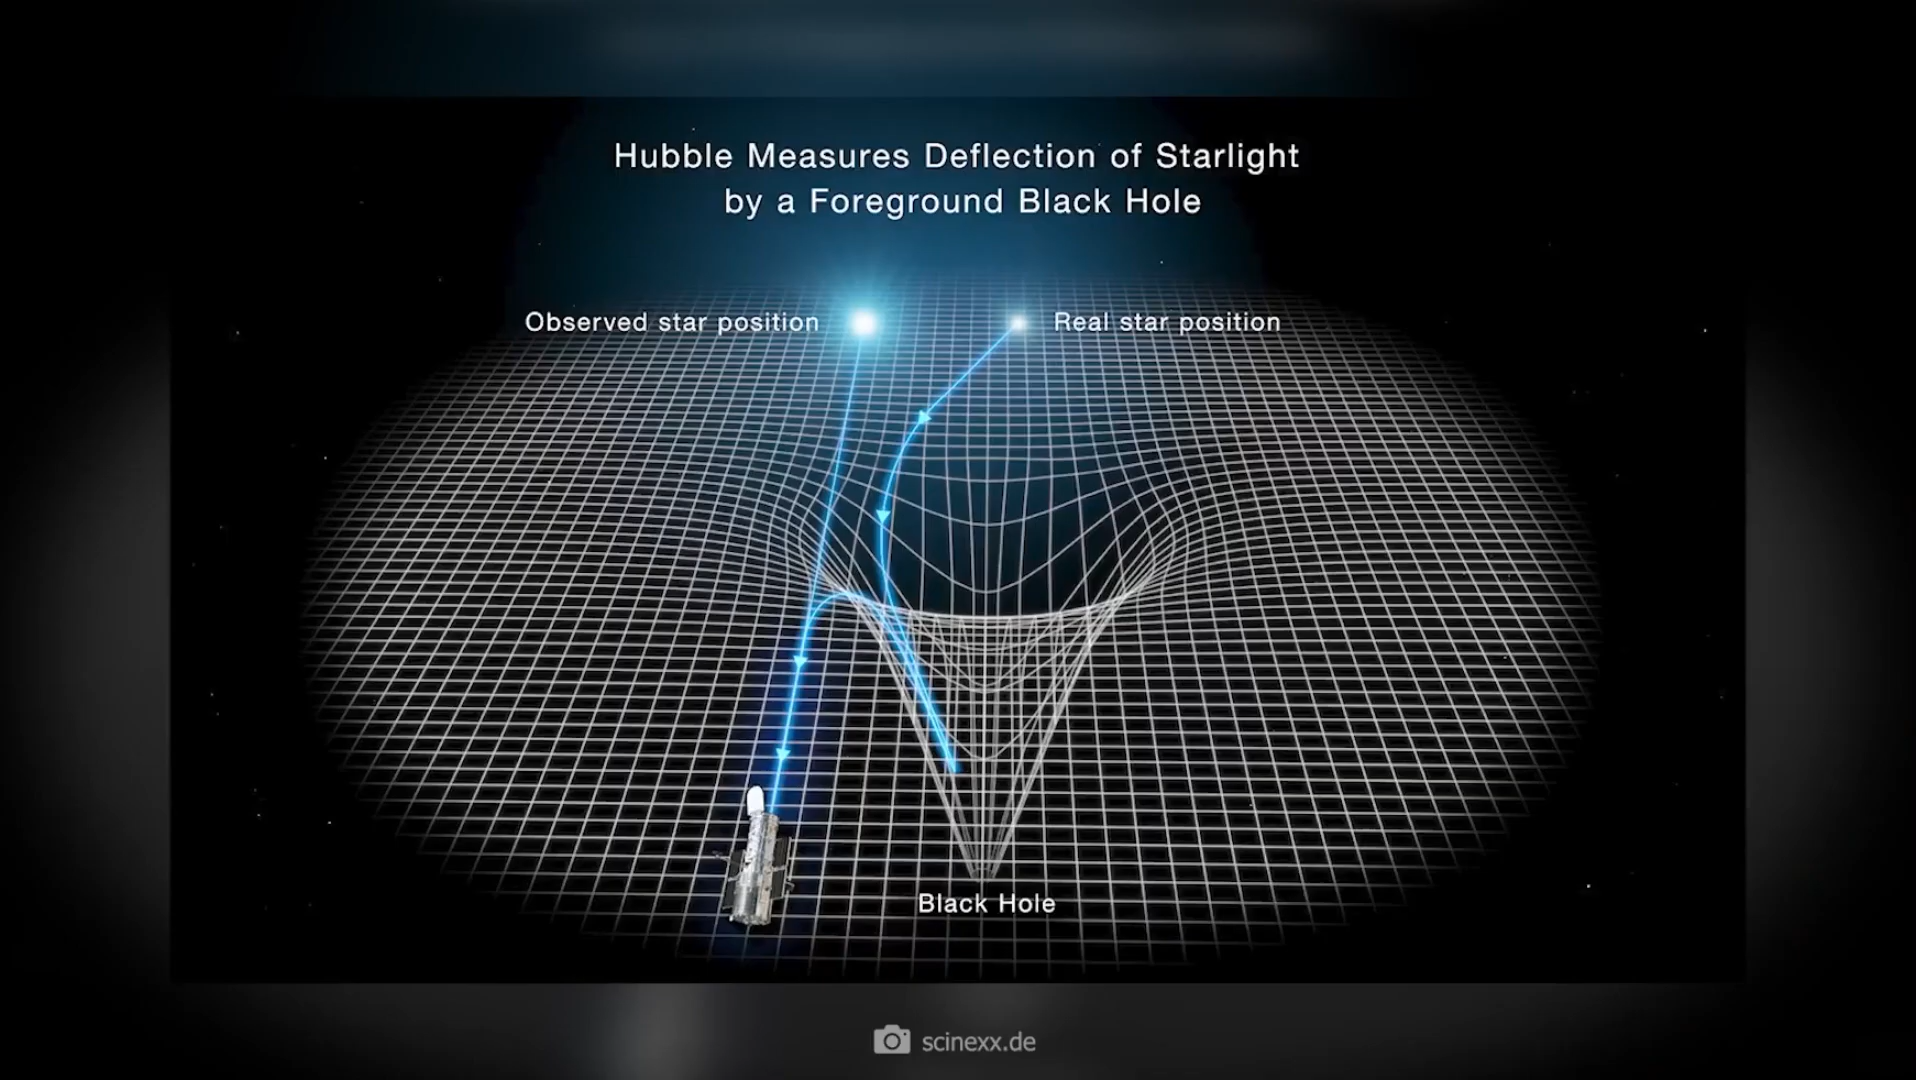 Hubble Measures Deflection of Starlight
by a Foreground Black Hole
Observed star position
Real star position
Black Hole
scinexx.de